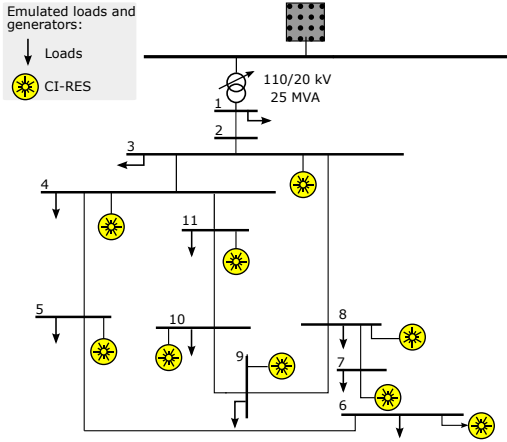 Emulated loads and
generators:
Loads
CI-RES
110/20 kV
25 MVA
1
2
3
4
11
5
10
8
9
7
6